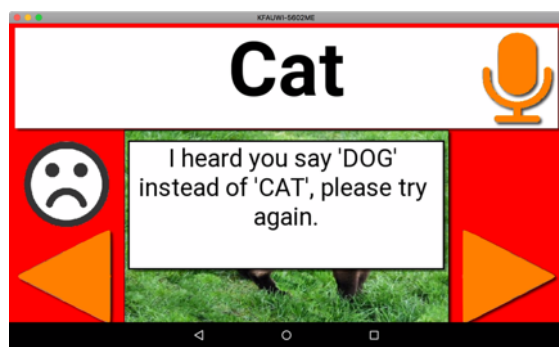 KFAUWI-5602ME
Cat
I heard you say 'DOG'
instead of 'CAT', please try
again.